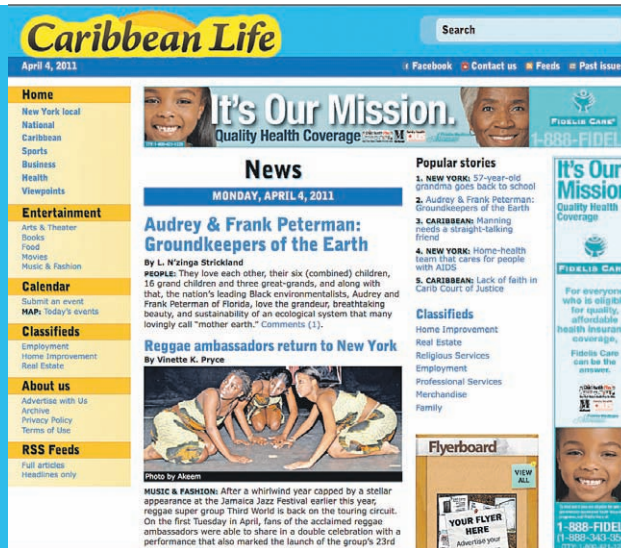 Caribbean Life
Search
April 4, 2011
Facebook
Contact us
Feeds
Past issue
Home
New York local
National
Caribbean
Sports
Business
Health
Viewpoints
Entertainment
Arts & Theater
Books
Food
Movies
Music & Fashion
Calendar
Submit an event
MAP: Today's events
Classifieds
Employment
Home Improvement
Real Estate
About us
Advertise with Us
Archive
Privacy Policy
Terms of Use
RSS Feeds
Full articles
Headlines only
It's Our Mission.
Quality Health Coverage
FIDELIS CARE
1-888-FIDEL
News
MONDAY, APRIL 4, 2011
Audrey & Frank Peterman:
Groundkeepers of the Earth
By L. N'zinga Strickland
PEOPLE: They love each other, their six (combined) children,
16 grand children and three great-grands, and along with
that, the nation's leading Black environmentalists, Audrey and
Frank Peterman of Florida, love the grandeur, breathtaking
beauty, and sustainability of an ecological system that many
lovingly call "mother earth." Comments (1).
Reggae ambassadors return to New York
By Vinette K. Pryce
Photo by Akeem
MUSIC & FASHION: After a whirlwind year capped by a stellar
appearance at the Jamaica Jazz Festival earlier this year,
reggae super group Third World is back on the touring circuit.
On the first Tuesday in April, fans of the acclaimed reggae
ambassadors were able to share in a double celebration with a
performance that also marked the launch of the group's 23rd
Popular stories
1. NEW YORK: 57-year-old
grandma goes back to school
2. Audrey & Frank Peterman:
Groundkeepers of the Earth
3. CARIBBEAN: Manning
needs a straight-talking
friend
4. NEW YORK: Home-health
team that cares for people
with AIDS
5. CARIBBEAN: Lack of faith in
Carib Court of Justice
Classifieds
Home Improvement
Real Estate
Religious Services
Employment
Professional Services
Merchandise
Family
Flyerboard
VIEW
ALL
YOUR FLYER
HERE
Advertise your
It's Our
Mission
Quality Health
Coverage
FIDELIS CAR
For everyone
who is eligib
for quality,
affordable
health insuran
coverage,
Fidelis Care
can be the
answer.
1-888-FIDEL
(1-888-343-35